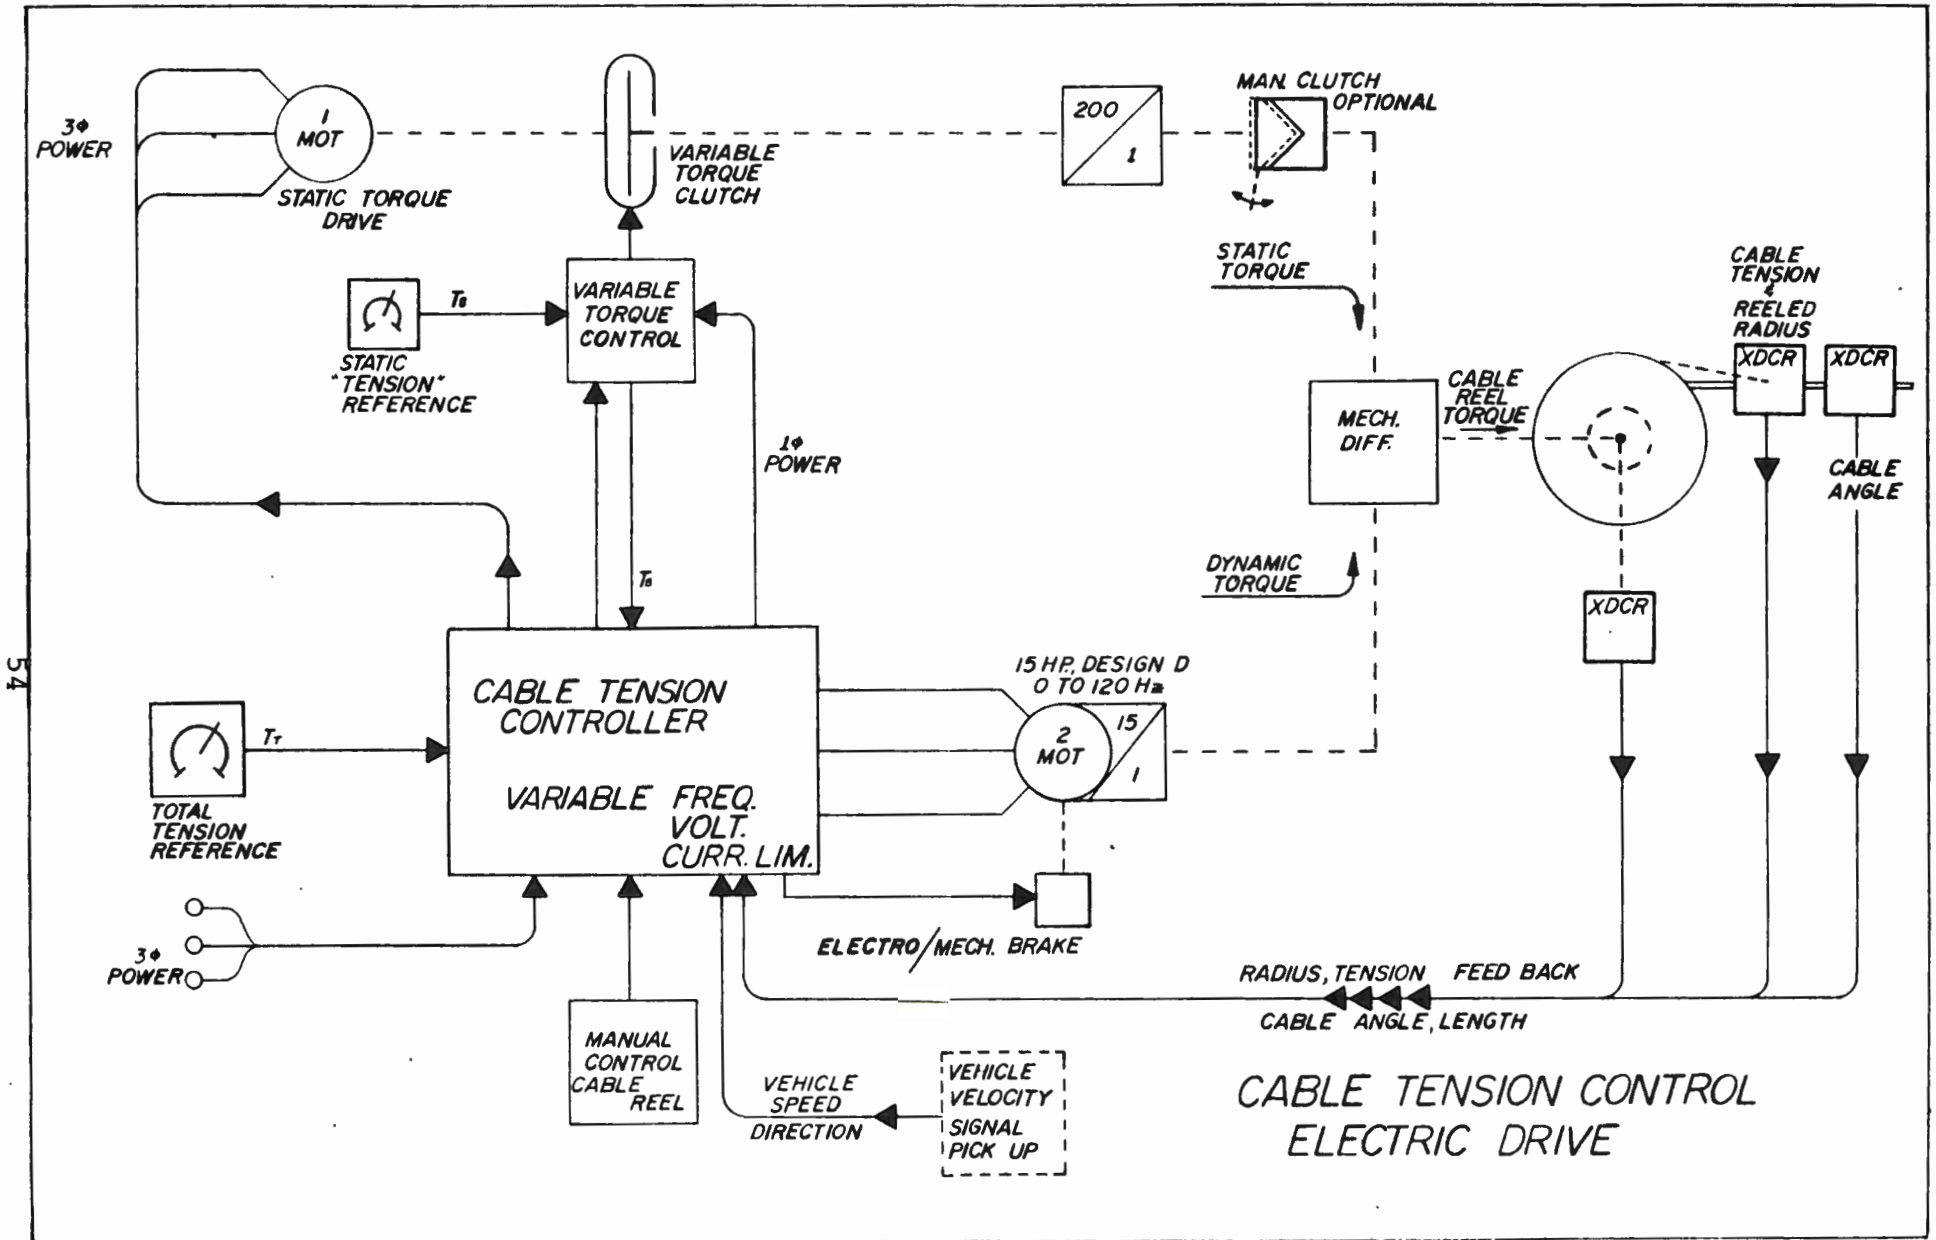 3φ
POWER
1
MOT
STATIC TORQUE
DRIVE
VARIABLE
TORQUE
CLUTCH
200
1
MAN. CLUTCH
OPTIONAL
STATIC
TORQUE
CABLE
TENSION
&
REELED
RADIUS
XDCR
XDCR
VARIABLE
TORQUE
CONTROL
STATIC
"TENSION"
REFERENCE
1φ
POWER
MECH.
DIFF.
CABLE
REEL
TORQUE
CABLE
ANGLE
DYNAMIC
TORQUE
XDCR
54
CABLE TENSION
CONTROLLER
VARIABLE FREQ.
VOLT.
CURR. LIM.
15 HP., DESIGN D
0 TO 120 Hz
2
MOT
15
1
TT
TOTAL
TENSION
REFERENCE
3φ
POWER
ELECTRO/MECH. BRAKE
RADIUS, TENSION FEED BACK
CABLE ANGLE, LENGTH
MANUAL
CONTROL
CABLE
REEL
VEHICLE
SPEED
DIRECTION
VEHICLE
VELOCITY
SIGNAL
PICK UP
CABLE TENSION CONTROL
ELECTRIC DRIVE